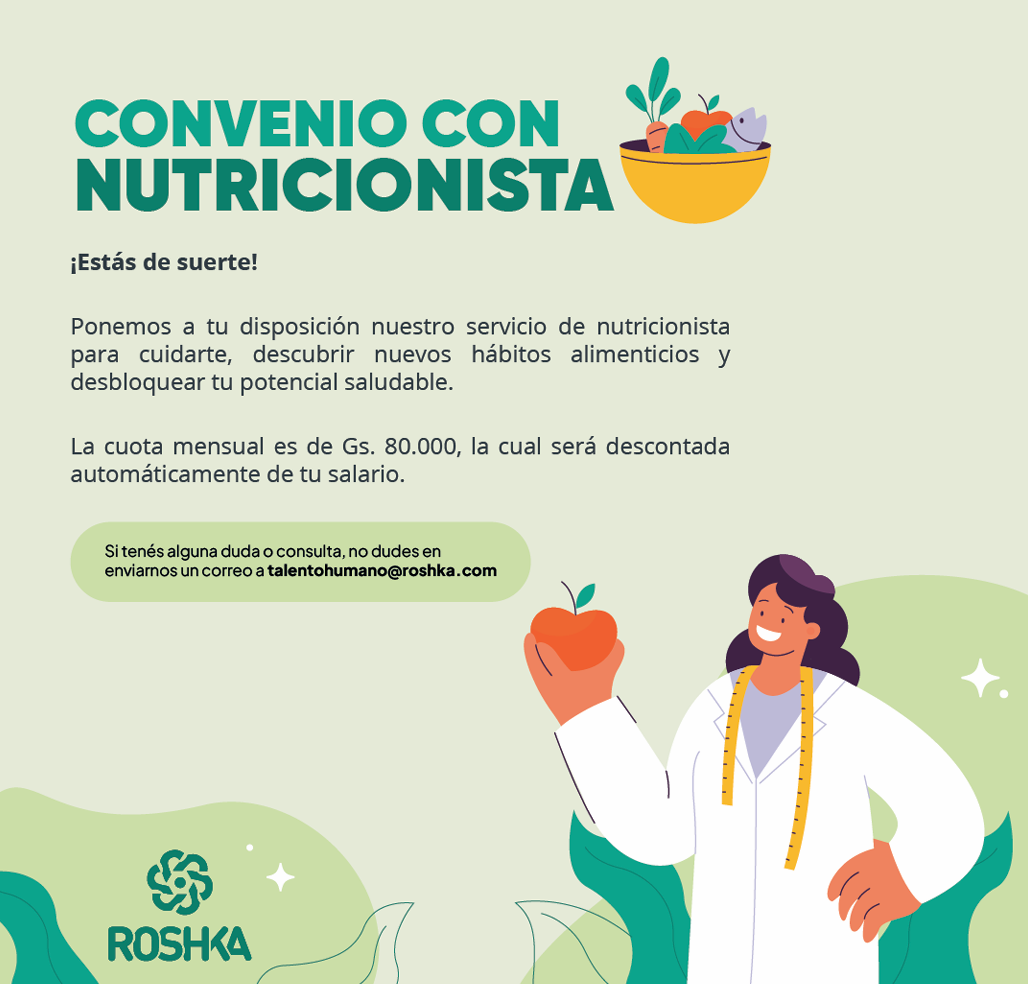 CONVENIO CON
NUTRICIONISTA
¡Estás de suerte!
Ponemos a tu disposición nuestro servicio de nutricionista
para cuidarte, descubrir nuevos hábitos alimenticios y
desbloquear tu potencial saludable.
La cuota mensual es de Gs. 80.000, la cual será descontada
automáticamente de tu salario.
Si tenés alguna duda o consulta, no dudes en
enviarnos un correo a talentohumano@roshka.com
ROSHKA